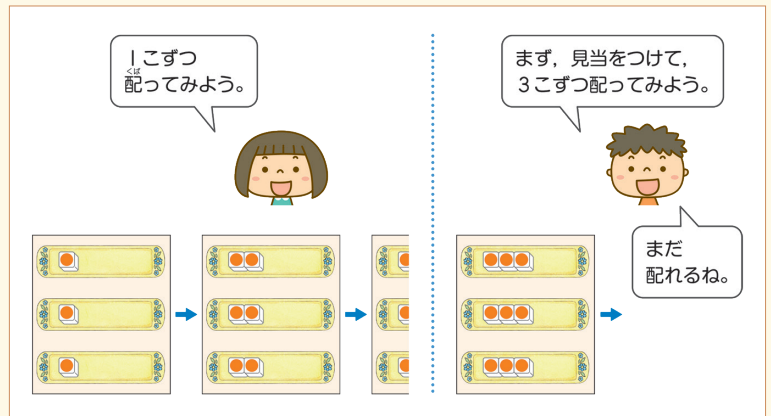 1こずつ
配ってみよう。
くば
まず，見当をつけて，
3こずつ配ってみよう。
まだ
配れるね。